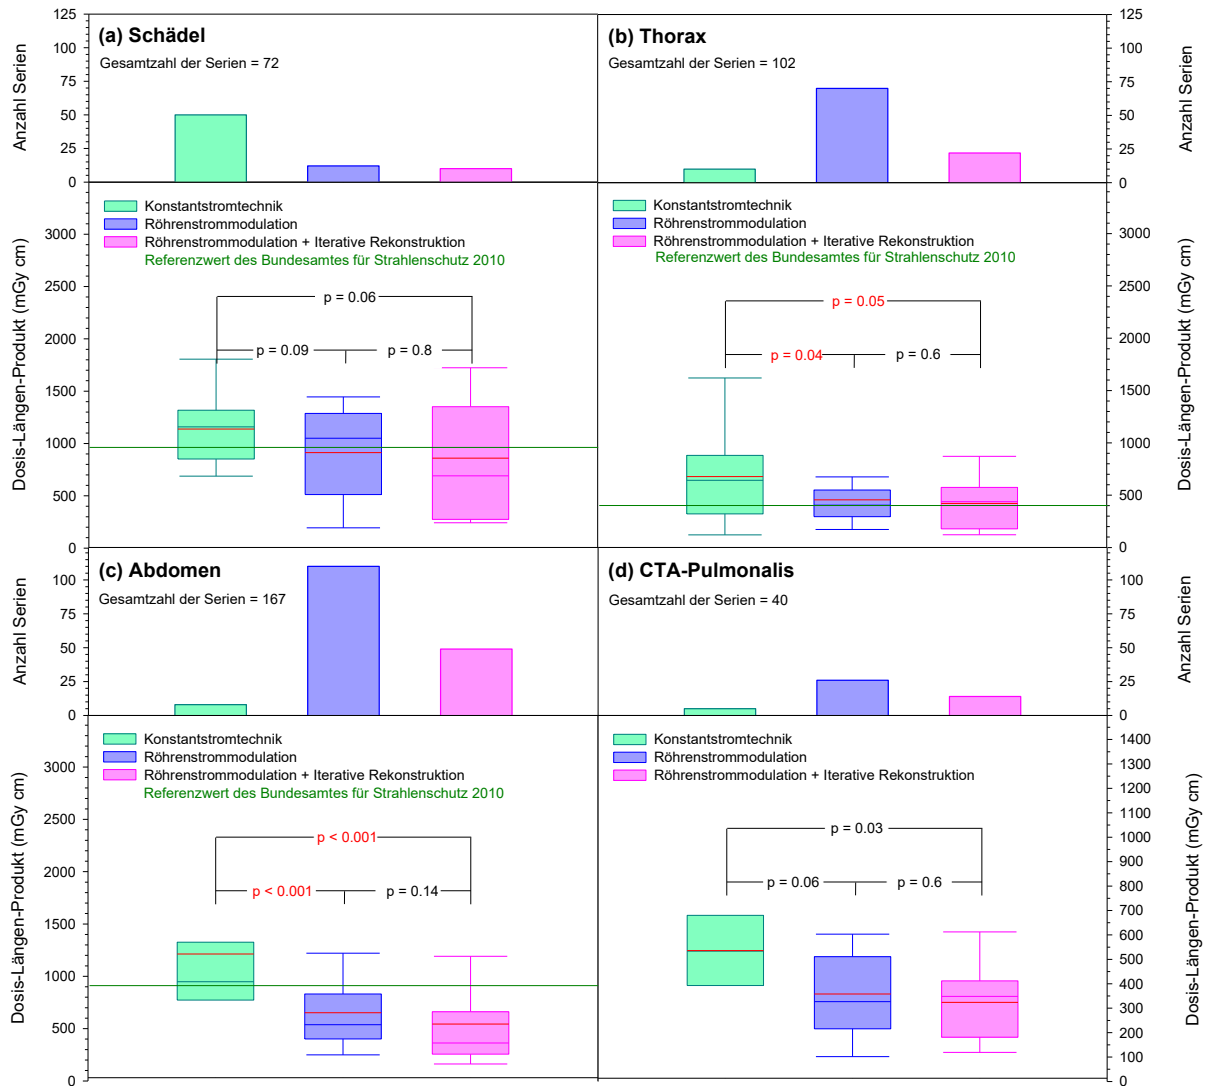 (a) Schädel
Gesamtzahl der Serien = 72
Anzahl Serien
125
100
75
50
25
0
Konstantstromtechnik
Röhrenstrommodulation
Röhrenstrommodulation + Iterative Rekonstruktion
Referenzwert des Bundesamtes für Strahlenschutz 2010
p = 0.06
p = 0.09
p = 0.8
Dosis-Längen-Produkt (mGy cm)
3000
2500
2000
1500
1000
500
0
(b) Thorax
Gesamtzahl der Serien = 102
125
100
75
50
25
0
Anzahl Serien
Konstantstromtechnik
Röhrenstrommodulation
Röhrenstrommodulation + Iterative Rekonstruktion
Referenzwert des Bundesamtes für Strahlenschutz 2010
p = 0.05
p = 0.04
p = 0.6
3000
2500
2000
1500
1000
500
0
Dosis-Längen-Produkt (mGy cm)
(c) Abdomen
Gesamtzahl der Serien = 167
Anzahl Serien
100
75
50
25
0
Konstantstromtechnik
Röhrenstrommodulation
Röhrenstrommodulation + Iterative Rekonstruktion
Referenzwert des Bundesamtes für Strahlenschutz 2010
p < 0.001
p < 0.001
p = 0.14
Dosis-Längen-Produkt (mGy cm)
3000
2500
2000
1500
1000
500
0
(d) CTA-Pulmonalis
Gesamtzahl der Serien = 40
100
75
50
25
0
Anzahl Serien
Konstantstromtechnik
Röhrenstrommodulation
Röhrenstrommodulation + Iterative Rekonstruktion
p = 0.03
p = 0.06
p = 0.6
1400
1300
1200
1100
1000
900
800
700
600
500
400
300
200
100
0
Dosis-Längen-Produkt (mGy cm)